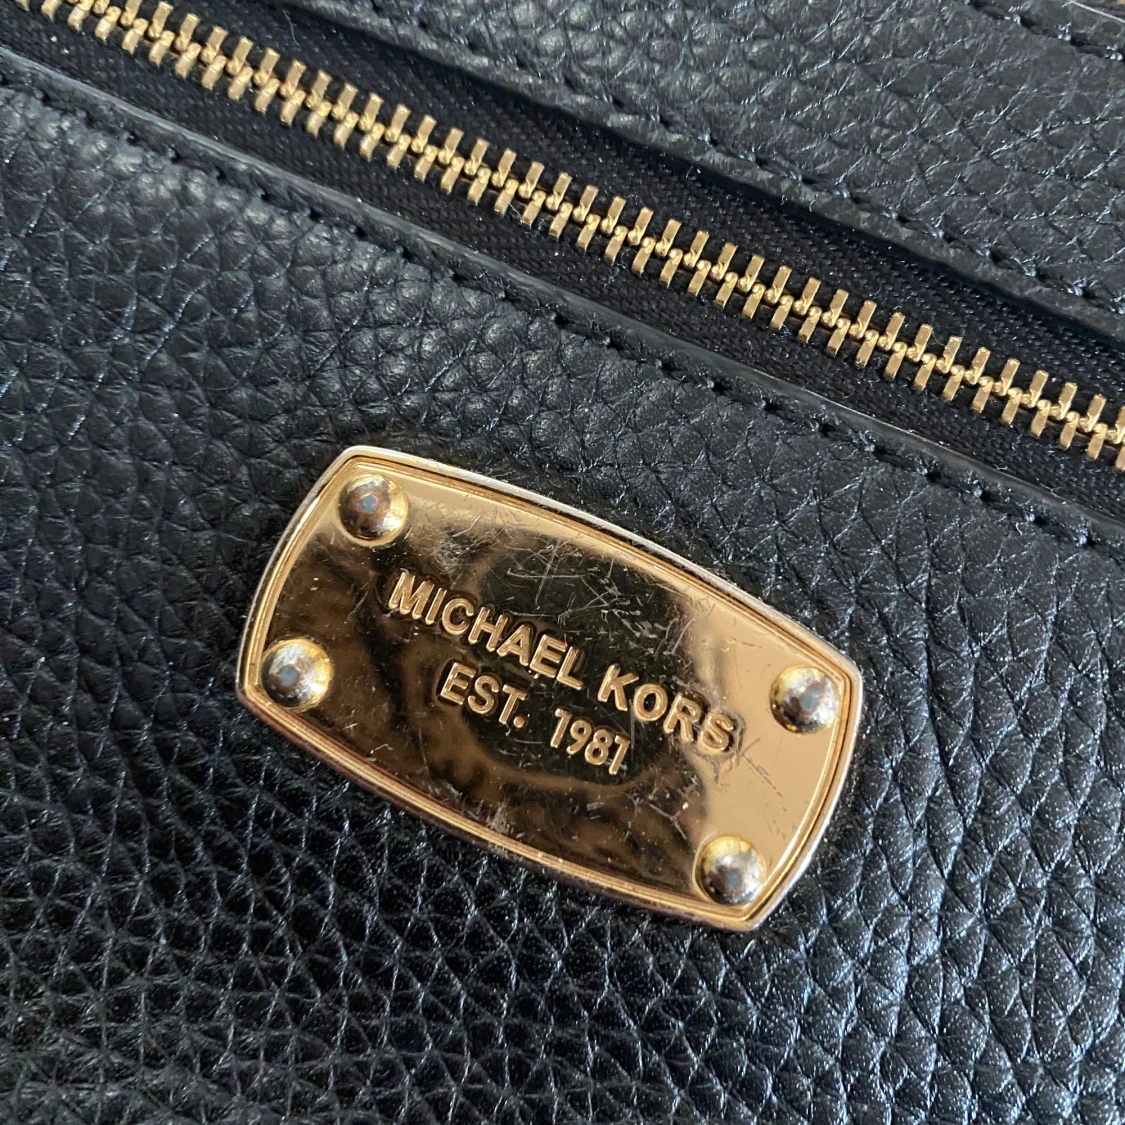 MICHAEL KORS
EST. 1981